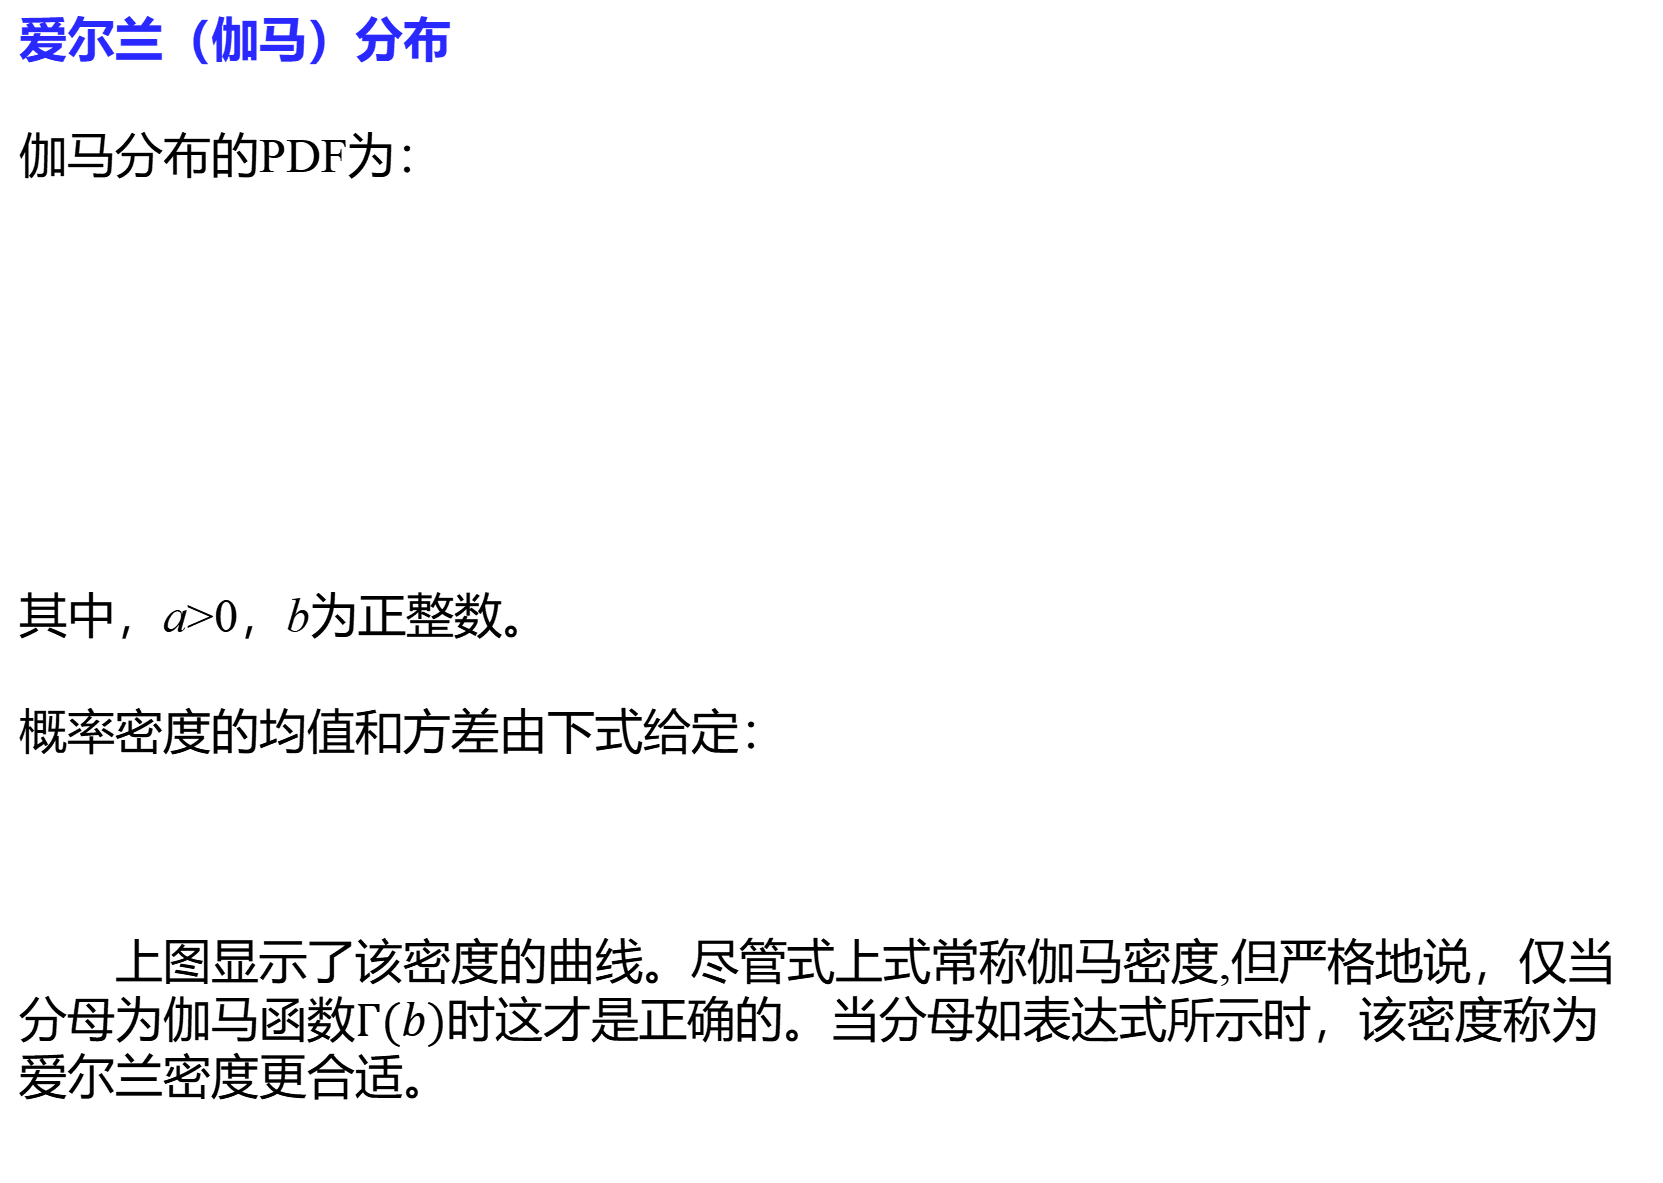 爱尔兰（伽马）分布
伽马分布的PDF为：
其中，a>0，b为正整数。
概率密度的均值和方差由下式给定：
上图显示了该密度的曲线。尽管式上式常称伽马密度,但严格地说，仅当
分母为伽马函数Γ(b)时这才是正确的。当分母如表达式所示时，该密度称为
爱尔兰密度更合适。